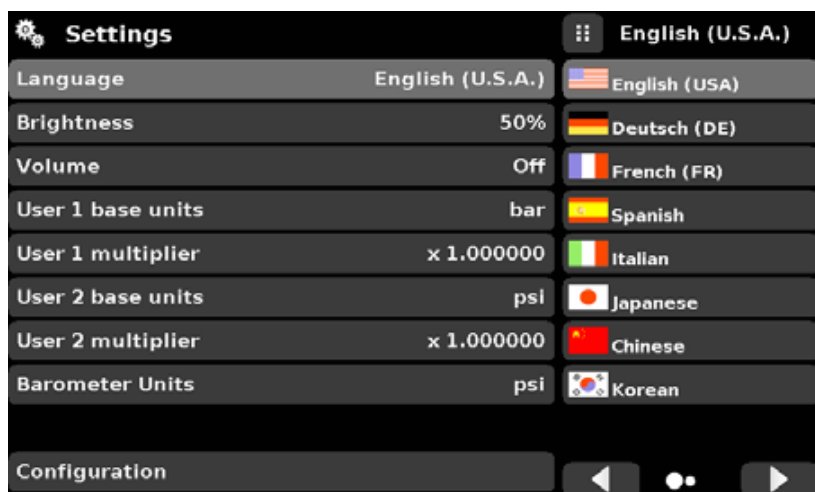 Settings
English (U.S.A.)
Language English (U.S.A.)
English (USA)
Brightness 50%
Deutsch (DE)
Volume Off
French (FR)
User 1 base units bar
Spanish
User 1 multiplier x 1.000000
Italian
User 2 base units psi
Japanese
User 2 multiplier x 1.000000
Chinese
Barometer Units psi
Korean
Configuration